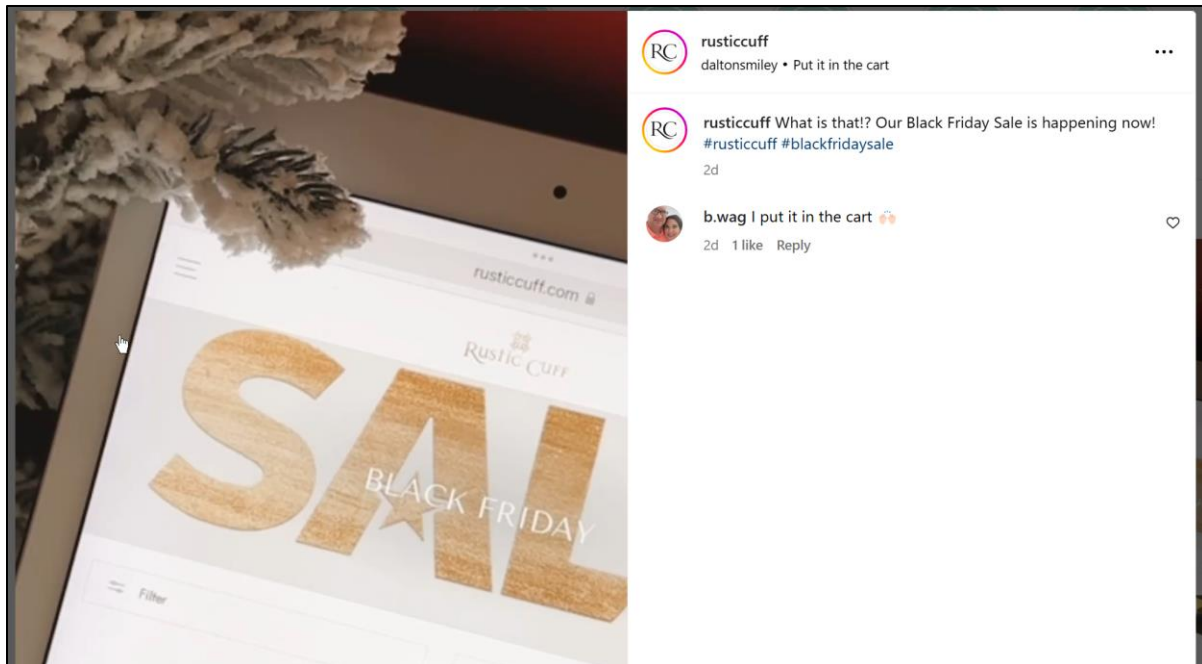 rusticcuff.com
RUSTIC CUFF
SAL
BLACK FRIDAY
Filter
RC
rusticcuff
daltonsmiley • Put it in the cart
RC
rusticcuff What is that!? Our Black Friday Sale is happening now!
#rusticcuff #blackfridaysale
2d
b.wag I put it in the cart 🙌🏻
2d 1 like Reply